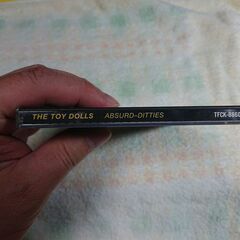 THE TOY DOLLS ABSURD-DITTIES